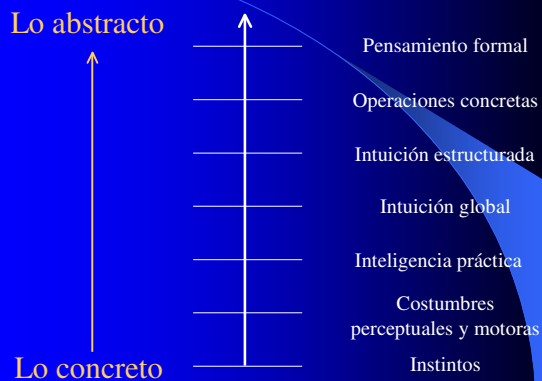 Lo abstracto
Pensamiento formal
Operaciones concretas
Intuición estructurada
Intuición global
Inteligencia práctica
Costumbres
perceptuales y motoras
Lo concreto
Instintos